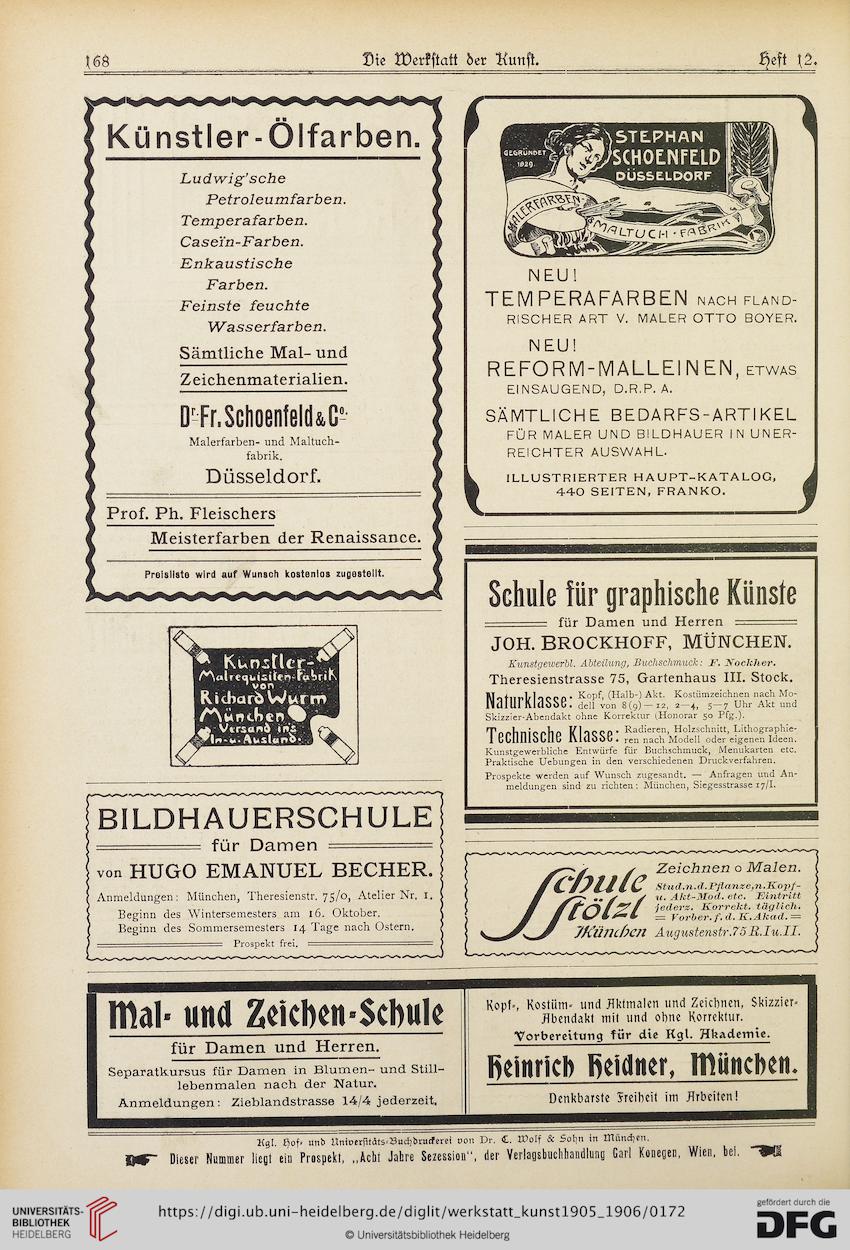 168 Die Werkstatt der Kunst. Heft 12.
Künstler-Ölfarben.
Ludwig'sche
Petroleumfarben.
Temperafarben.
Caseïn-Farben.
Enkaustische
Farben.
Feinste feuchte
Wasserfarben.
Sämtliche Mal- und
Zeichenmaterialien.
Dr. Fr. Schoenfeld & Co.
Malerfarben- und Maltuch-
fabrik.
Düsseldorf.
Prof. Ph. Fleischers
Meisterfarben der Renaissance.
Preisliste wird auf Wunsch kostenlos zugestellt.
Künstler-
Malrequisiten-Fabrik
von
Richard Wurm
München
Versand ins
In- u. Ausland.
BILDHAUERSCHULE
für Damen
von HUGO EMANUEL BECHER.
Anmeldungen: München, Theresienstr. 75/0, Atelier Nr. 1.
Beginn des Wintersemesters am 16. Oktober.
Beginn des Sommersemesters 14 Tage nach Ostern.
Prospekt frei.
STEPHAN
GEGRÜNDET SCHOENFELD
1829. DÜSSELDORF
MALERFARBEN
MALTUCH-FABRIK
NEU!
TEMPERAFARBEN NACH FLAND-
RISCHER ART V. MALER OTTO BOYER.
NEU!
REFORM-MALLEINEN, ETWAS
EINSAUGEND, D.R.P. A.
SÄMTLICHE BEDARFS-ARTIKEL
FÜR MALER UND BILDHAUER IN UNER-
REICHTER AUSWAHL.
ILLUSTRIERTER HAUPT-KATALOG,
440 SEITEN, FRANKO.
Schule für graphische Künste
für Damen und Herren
JOH. BROCKHOFF, MÜNCHEN.
Kunstgewerbl. Abteilung, Buchschmuck: F. Nockher.
Theresienstrasse 75, Gartenhaus III. Stock.
Naturklasse: Kopf, (Halb-) Akt. Kostümzeichnen nach Mo-
dell von 8(9)—12, 2—4, 5—7 Uhr Akt und
Skizzier-Abendakt ohne Korrektur (Honorar 50 Pfg.).
Technische Klasse: Radieren, Holzschnitt, Lithographie-
ren nach Modell oder eigenen Ideen.
Kunstgewerbliche Entwürfe für Buchschmuck, Menukarten etc.
Praktische Uebungen in den verschiedenen Druckverfahren.
Prospekte werden auf Wunsch zugesandt. — Anfragen und An-
meldungen sind zu richten: München, Siegesstrasse 17/I.
Schule
Stölzl
München
Zeichnen o Malen.
Stud.n.d.Pflanze,n.Kopf-
u. Akt-Mod. etc. Eintritt
jederz. Korrekt. täglich.
= Vorber. f. d. K. Akad. =
Augustenstr.75 R.I u.II.
Mal- und Zeichen-Schule
für Damen und Herren.
Separatkursus für Damen in Blumen- und Still-
lebenmalen nach der Natur.
Anmeldungen: Zieblandstrasse 14/4 jederzeit.
Kopf-, Kostüm- und Aktmalen und Zeichnen, Skizzier-
Abendakt mit und ohne Korrektur.
Vorbereitung für die Kgl. Akademie.
Heinrich Heidner, München.
Denkbarste Freiheit im Arbeiten!
Kgl. Hof- und Universitäts-Buchdruckerei von Dr. C. Wolf & Sohn in München.
Dieser Nummer liegt ein Prospekt, „Acht Jahre Sezession“, der Verlagsbuchhandlung Carl Konegen, Wien, bei.
UNIVERSITÄTS-
BIBLIOTHEK
HEIDELBERG
https://digi.ub.uni-heidelberg.de/diglit/werkstatt_kunst1905_1906/0172
© Universitätsbibliothek Heidelberg
gefördert durch die
DFG